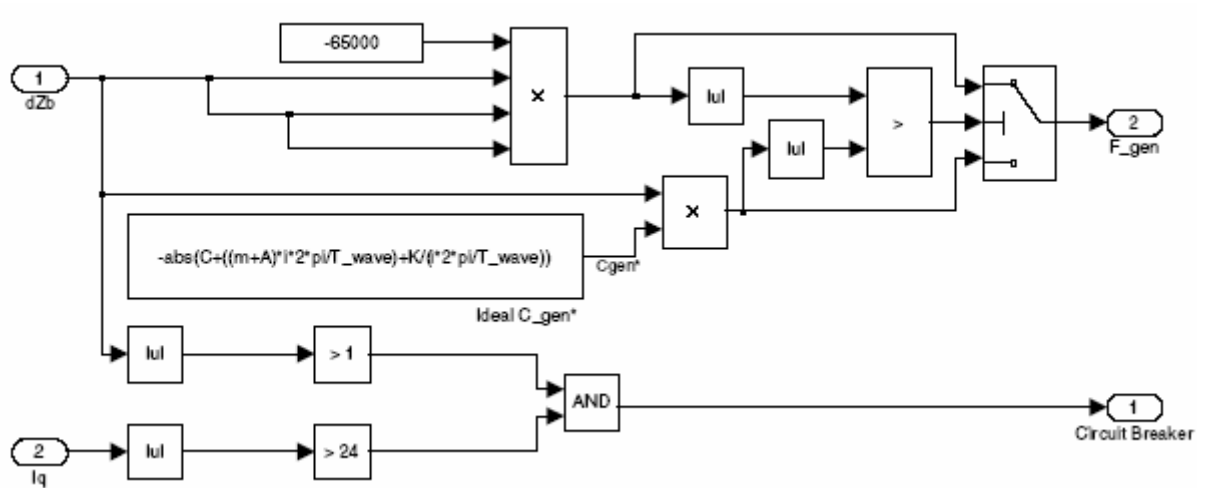 -65000
1
dZb
×
|u|
>
2
F_gen
|u|
×
-abs(C+((m+A)*i*2*pi/T_wave)+K/(i*2*pi/T_wave))
Cgen*
Ideal C_gen*
|u|
> 1
AND
1
Circuit Breaker
2
Iq
|u|
> 24